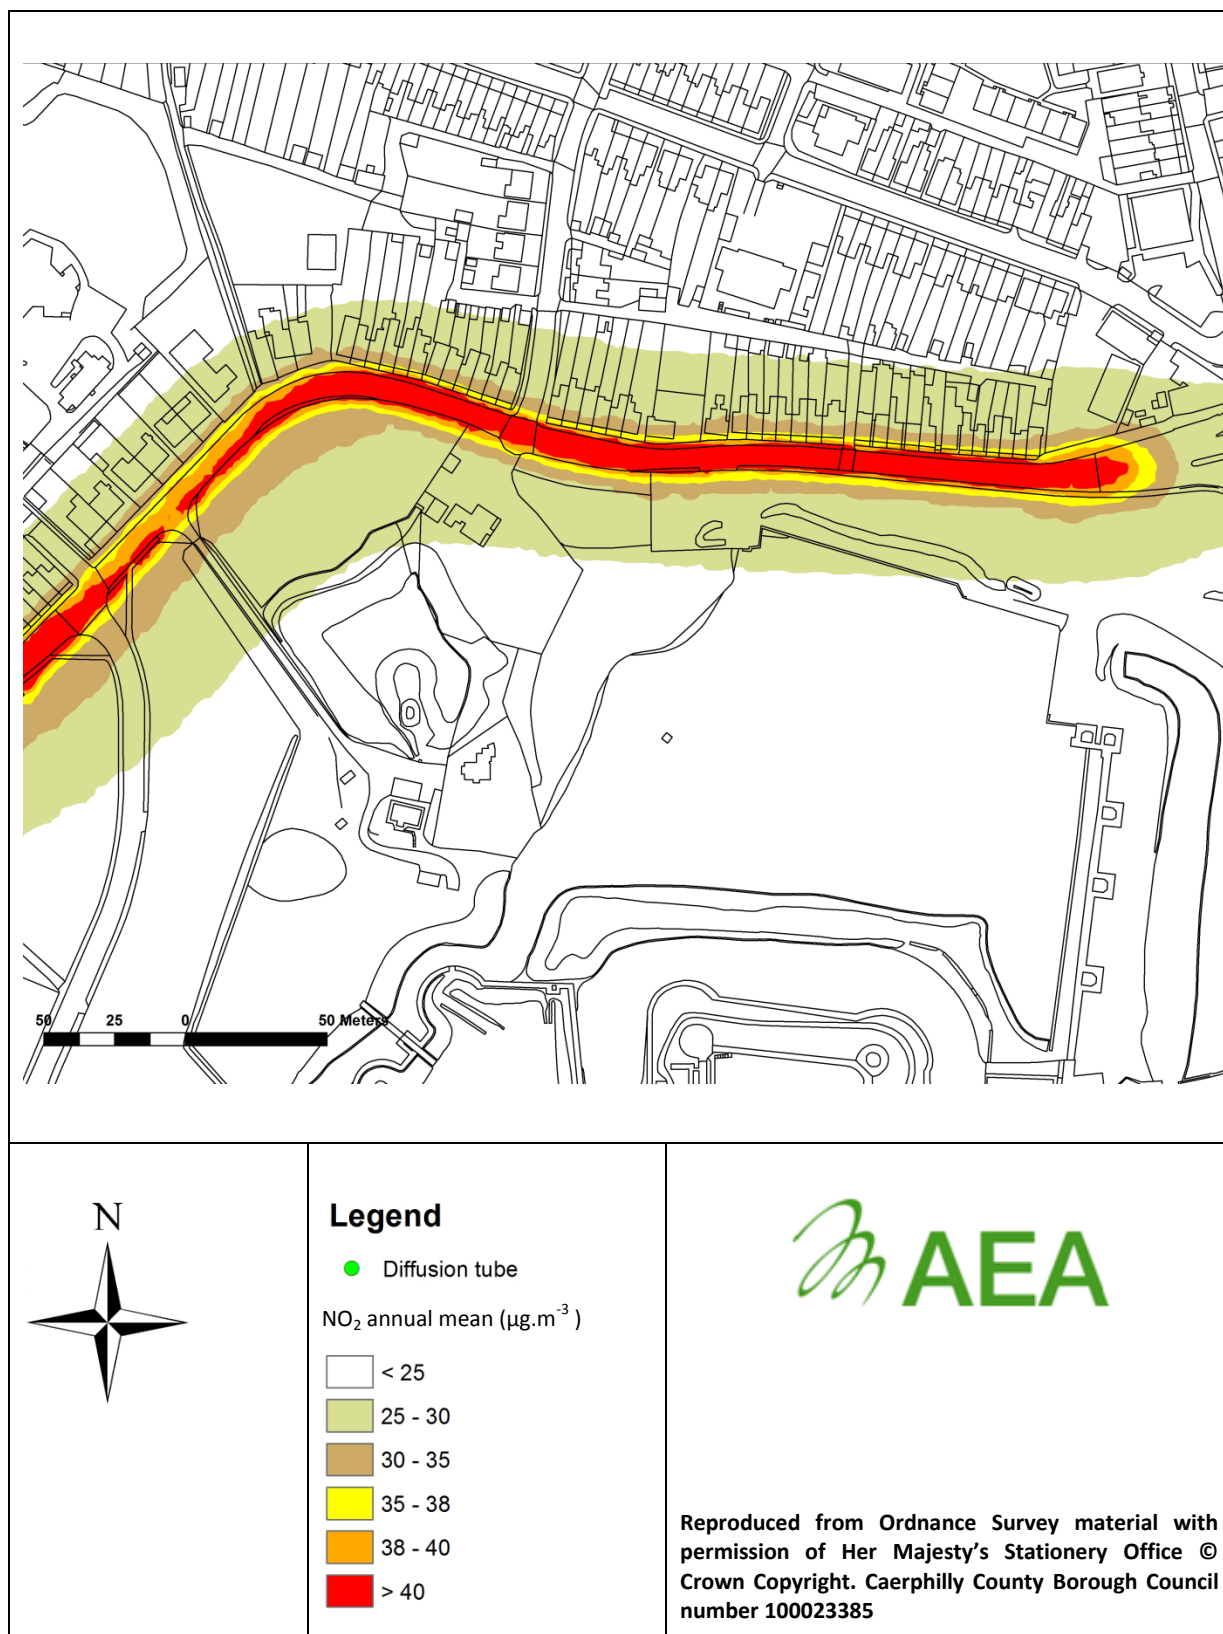 50 25 0 50 Meters
N
Legend
Diffusion tube
NO₂ annual mean (µg.m⁻³ )
< 25
25 - 30
30 - 35
35 - 38
38 - 40
> 40
AEA
Reproduced from Ordnance Survey material with
permission of Her Majesty’s Stationery Office ©
Crown Copyright. Caerphilly County Borough Council
number 100023385